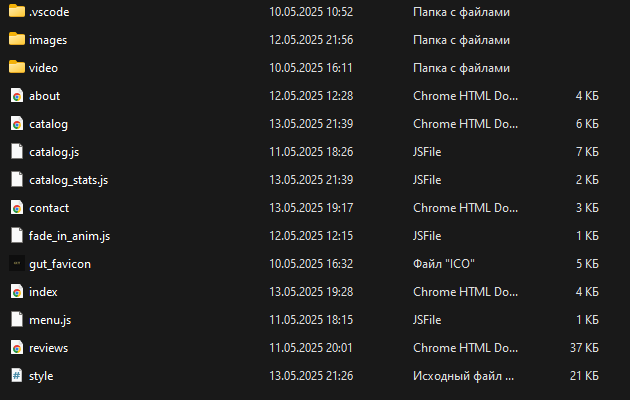 .vscode 10.05.2025 10:52 Папка с файлами
images 12.05.2025 21:56 Папка с файлами
video 10.05.2025 16:11 Папка с файлами
about 12.05.2025 12:28 Chrome HTML Do... 4 КБ
catalog 13.05.2025 21:39 Chrome HTML Do... 6 КБ
catalog.js 11.05.2025 18:26 JSFile 7 КБ
catalog_stats.js 13.05.2025 21:39 JSFile 2 КБ
contact 13.05.2025 19:17 Chrome HTML Do... 3 КБ
fade_in_anim.js 12.05.2025 12:15 JSFile 1 КБ
gut_favicon 10.05.2025 16:32 Файл "ICO" 5 КБ
index 13.05.2025 19:28 Chrome HTML Do... 4 КБ
menu.js 11.05.2025 18:15 JSFile 1 КБ
reviews 11.05.2025 20:01 Chrome HTML Do... 37 КБ
style 13.05.2025 21:26 Исходный файл ... 21 КБ